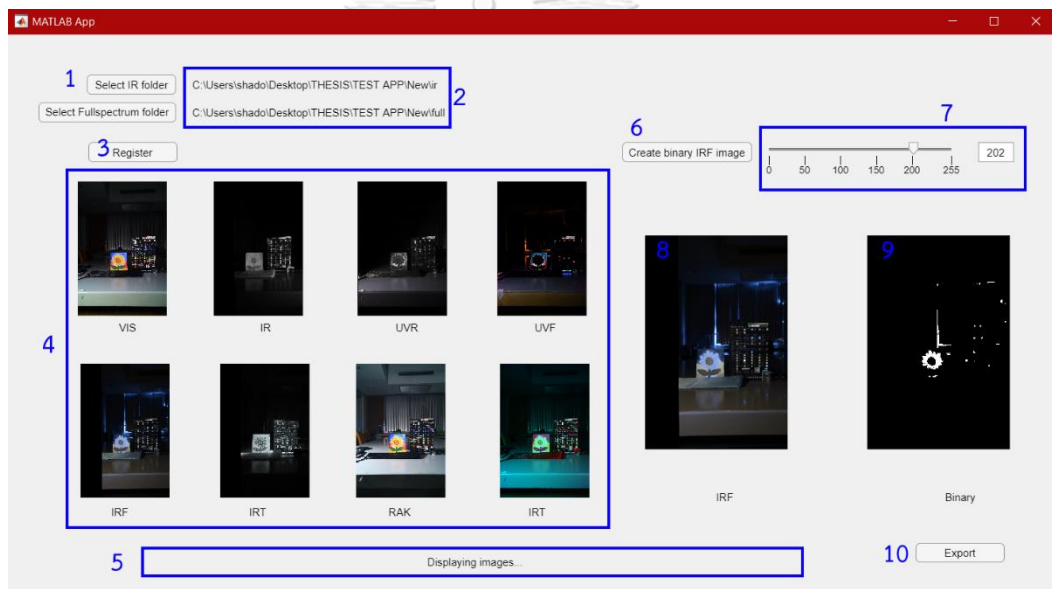 MATLAB App
1 Select IR folder C:\Users\shado\Desktop\THESIS\TEST APP\New\ir
Select Fullspectrum folder C:\Users\shado\Desktop\THESIS\TEST APP\New\full
2
3 Register
6 Create binary IRF image
7
0 50 100 150 200 255
202
4
VIS IR UVR UVF
IRF IRT RAK IRT
8 9
IRF Binary
5 Displaying images...
10 Export